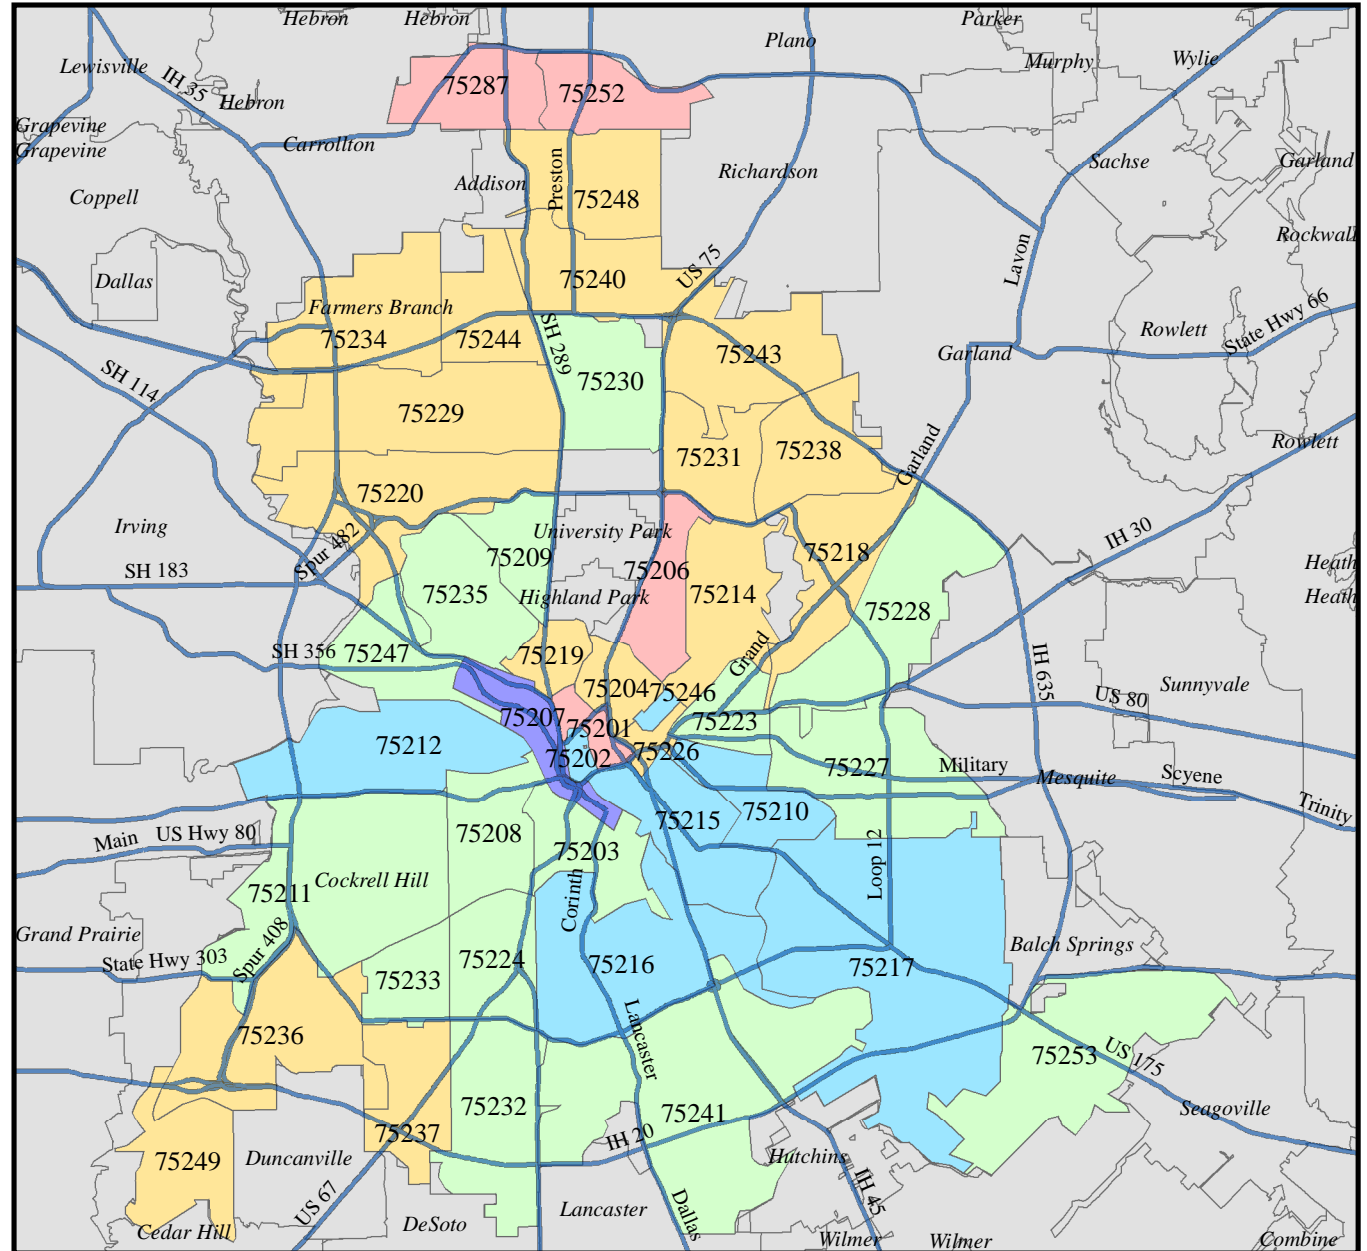 Hebron
Hebron
Parker
Plano
Murphy
Wylie
Lewisville
IH 35
75287
75252
Hebron
Grapevine
Grapevine
Carrollton
Sachse
Garland
Addison
Preston
Richardson
Coppell
75248
Rockwall
Lavon
Dallas
75240
US 75
Farmers Branch
75234
75244
SH 289
75243
Garland
Rowlett
State Hwy 66
SH 114
75230
75229
75231
75238
Garland
Rowlett
75220
Irving
Spur 482
University Park
75209
75218
IH 30
SH 183
75206
Heath
75235
Highland Park
75214
75228
Heath
SH 356
75247
75219
Grand
IH 635
75204
75246
US 80
Sunnyvale
75207
75201
75223
75212
75202
75226
75227
Military
Mesquite
Scyene
Trinity
Main
US Hwy 80
75208
75215
75210
75203
Loop 12
75211
Cockrell Hill
Corinth
Grand Prairie
State Hwy 303
Spur 408
75224
75216
75217
Balch Springs
75233
75236
Lancaster
75253
US 175
75232
75241
Seagoville
75237
IH 20
75249
Duncanville
Hutchins
US 67
IH 45
Cedar Hill
DeSoto
Lancaster
Dallas
Wilmer
Wilmer
Combine